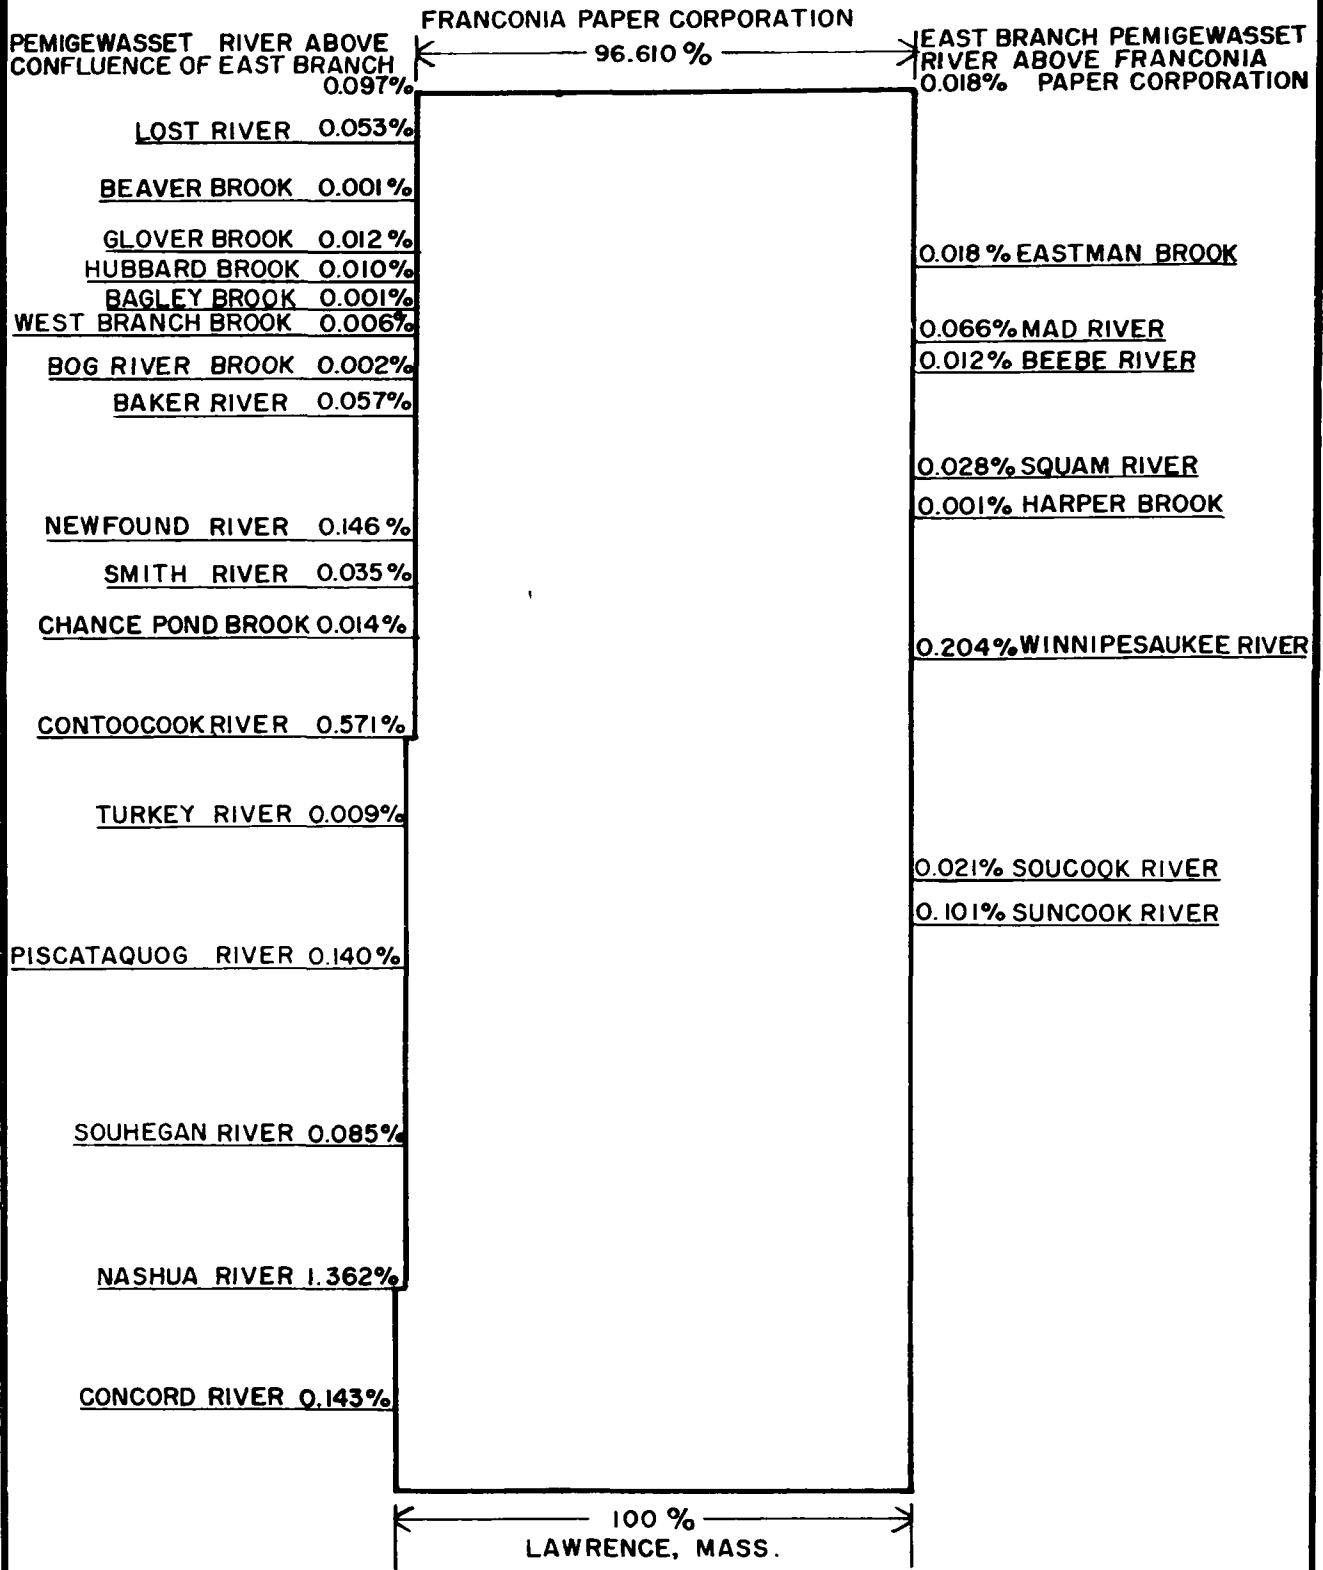 FRANCONIA PAPER CORPORATION
96.610%
PEMIGEWASSET RIVER ABOVE
CONFLUENCE OF EAST BRANCH
0.097%
EAST BRANCH PEMIGEWASSET
RIVER ABOVE FRANCONIA
0.018% PAPER CORPORATION
LOST RIVER 0.053%
BEAVER BROOK 0.001%
GLOVER BROOK 0.012%
0.018% EASTMAN BROOK
HUBBARD BROOK 0.010%
BAGLEY BROOK 0.001%
WEST BRANCH BROOK 0.006%
0.066% MAD RIVER
BOG RIVER BROOK 0.002%
0.012% BEEBE RIVER
BAKER RIVER 0.057%
0.028% SQUAM RIVER
0.001% HARPER BROOK
NEWFOUND RIVER 0.146%
SMITH RIVER 0.035%
CHANCE POND BROOK 0.014%
0.204% WINNIPESAUKEE RIVER
CONTOOCOOK RIVER 0.571%
TURKEY RIVER 0.009%
0.021% SOUCOOK RIVER
0.101% SUNCOOK RIVER
PISCATAQUOG RIVER 0.140%
SOUHEGAN RIVER 0.085%
NASHUA RIVER 1.362%
CONCORD RIVER 0.143%
100%
LAWRENCE, MASS.